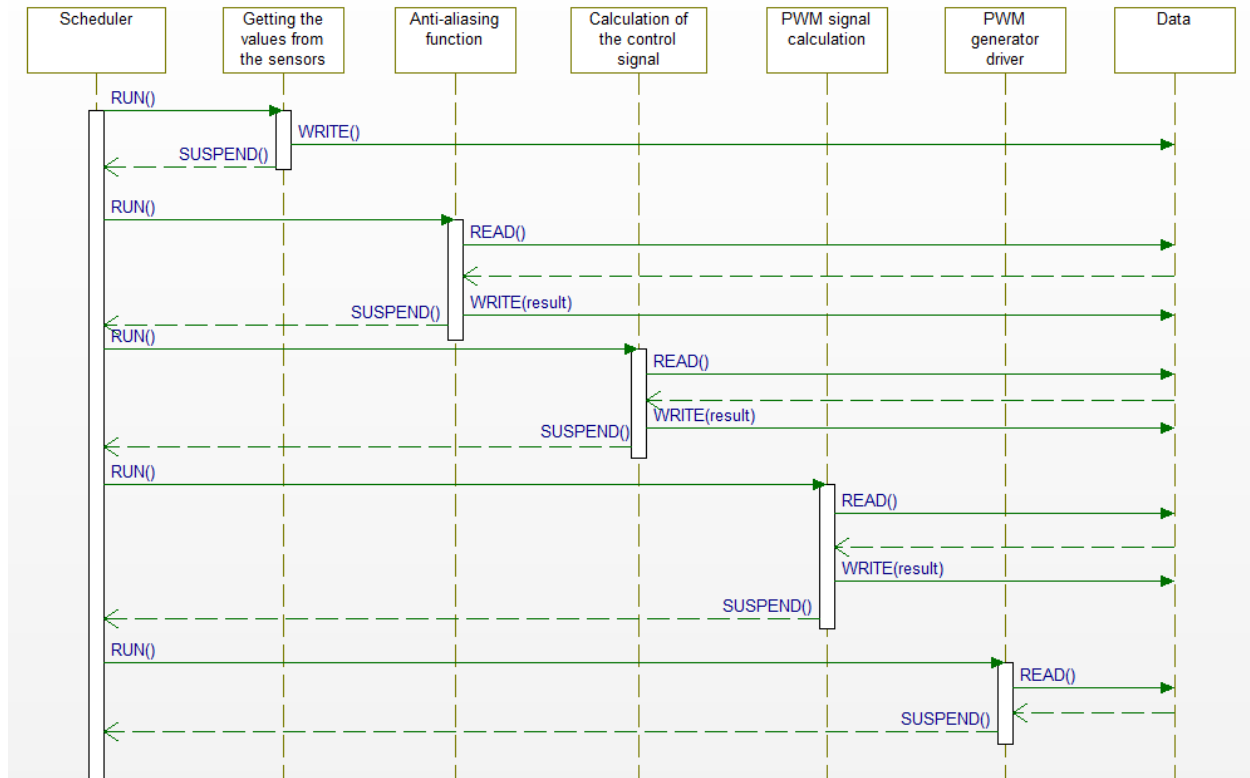 Scheduler
Getting the
values from
the sensors
Anti-aliasing
function
Calculation of
the control
signal
PWM signal
calculation
PWM
generator
driver
Data
RUN()
WRITE()
SUSPEND()
RUN()
READ()
WRITE(result)
SUSPEND()
RUN()
READ()
WRITE(result)
SUSPEND()
RUN()
READ()
WRITE(result)
SUSPEND()
RUN()
READ()
SUSPEND()